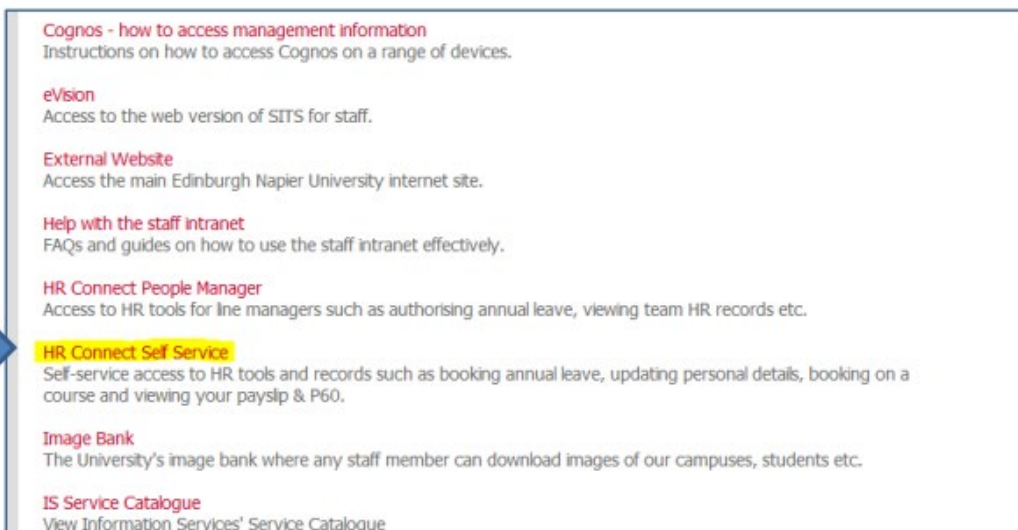 Cognos - how to access management information
Instructions on how to access Cognos on a range of devices.
eVision
Access to the web version of SITS for staff.
External Website
Access the main Edinburgh Napier University internet site.
Help with the staff intranet
FAQs and guides on how to use the staff intranet effectively.
HR Connect People Manager
Access to HR tools for line managers such as authorising annual leave, viewing team HR records etc.
HR Connect Self Service
Self-service access to HR tools and records such as booking annual leave, updating personal details, booking on a
course and viewing your payslip & P60.
Image Bank
The University's image bank where any staff member can download images of our campuses, students etc.
IS Service Catalogue
View Information Services' Service Catalogue